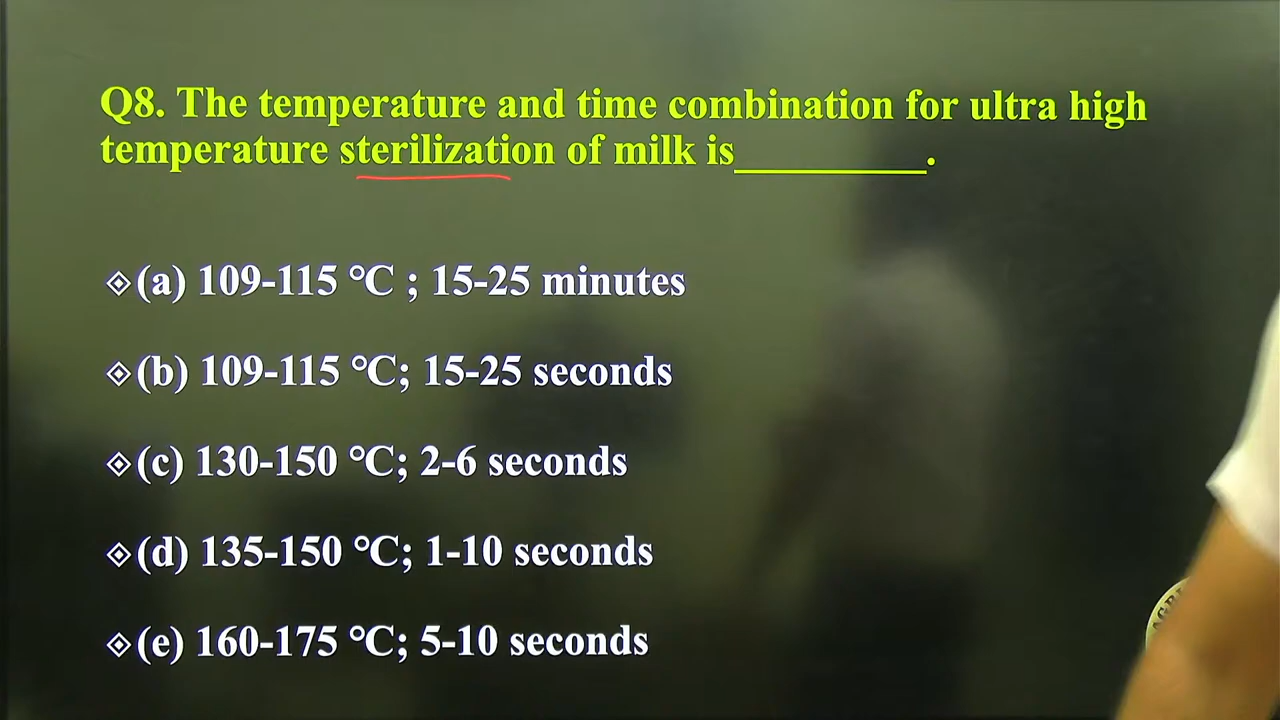 Q8. The temperature and time combination for ultra high
temperature sterilization of milk is_________.
(a) 109-115 ℃ ; 15-25 minutes
(b) 109-115 ℃; 15-25 seconds
(c) 130-150 ℃; 2-6 seconds
(d) 135-150 ℃; 1-10 seconds
(e) 160-175 ℃; 5-10 seconds